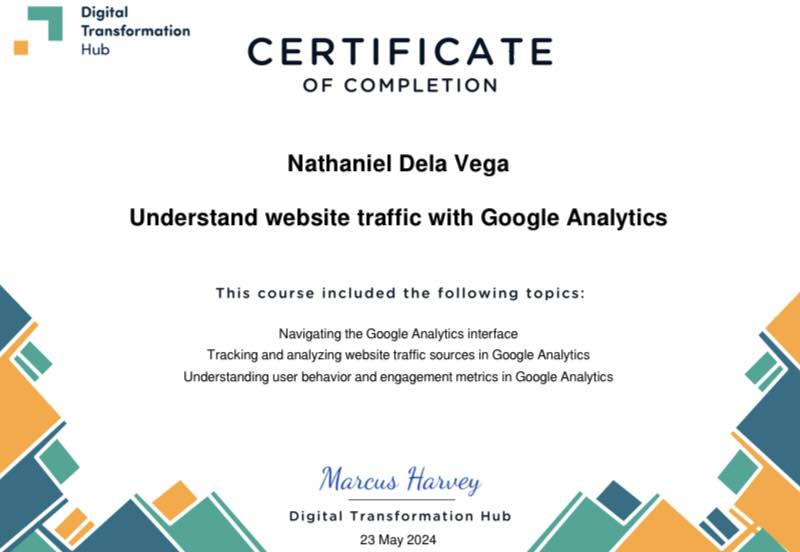 Digital
Transformation
Hub
CERTIFICATE
OF COMPLETION
Nathaniel Dela Vega
Understand website traffic with Google Analytics
This course included the following topics:
Navigating the Google Analytics interface
Tracking and analyzing website traffic sources in Google Analytics
Understanding user behavior and engagement metrics in Google Analytics
Marcus Harvey
Digital Transformation Hub
23 May 2024